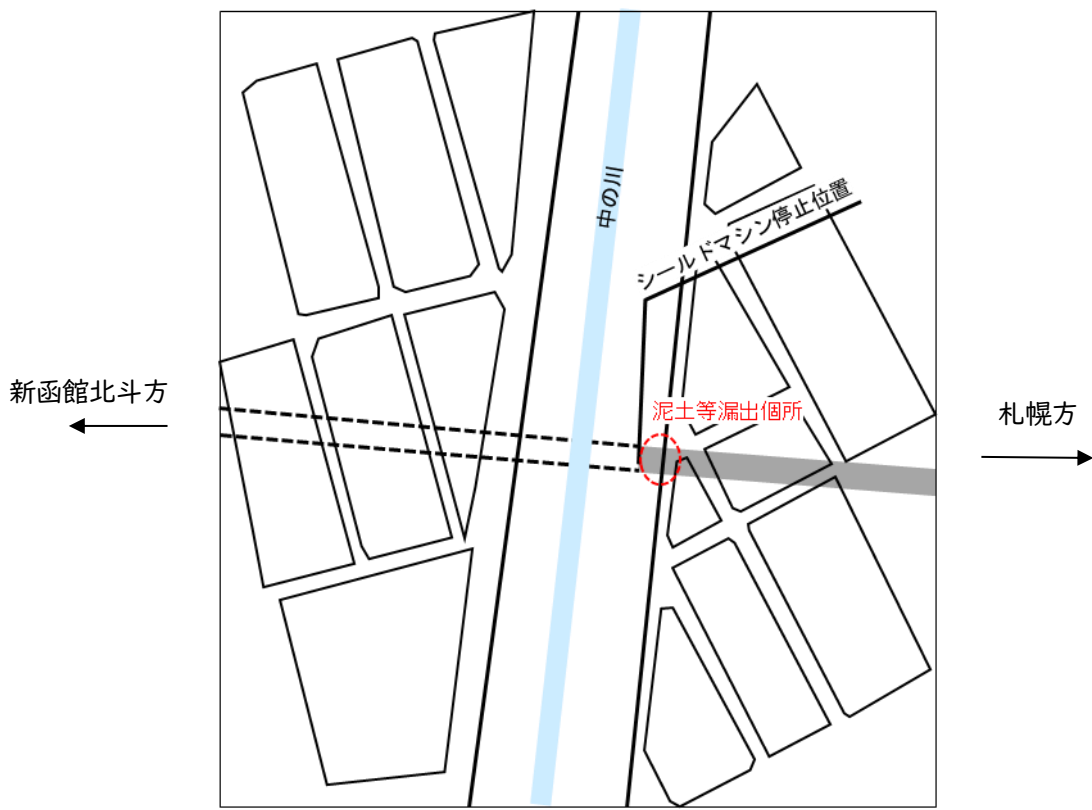 中の川
シールドマシン停止位置
新函館北斗方
泥土等漏出個所
札幌方